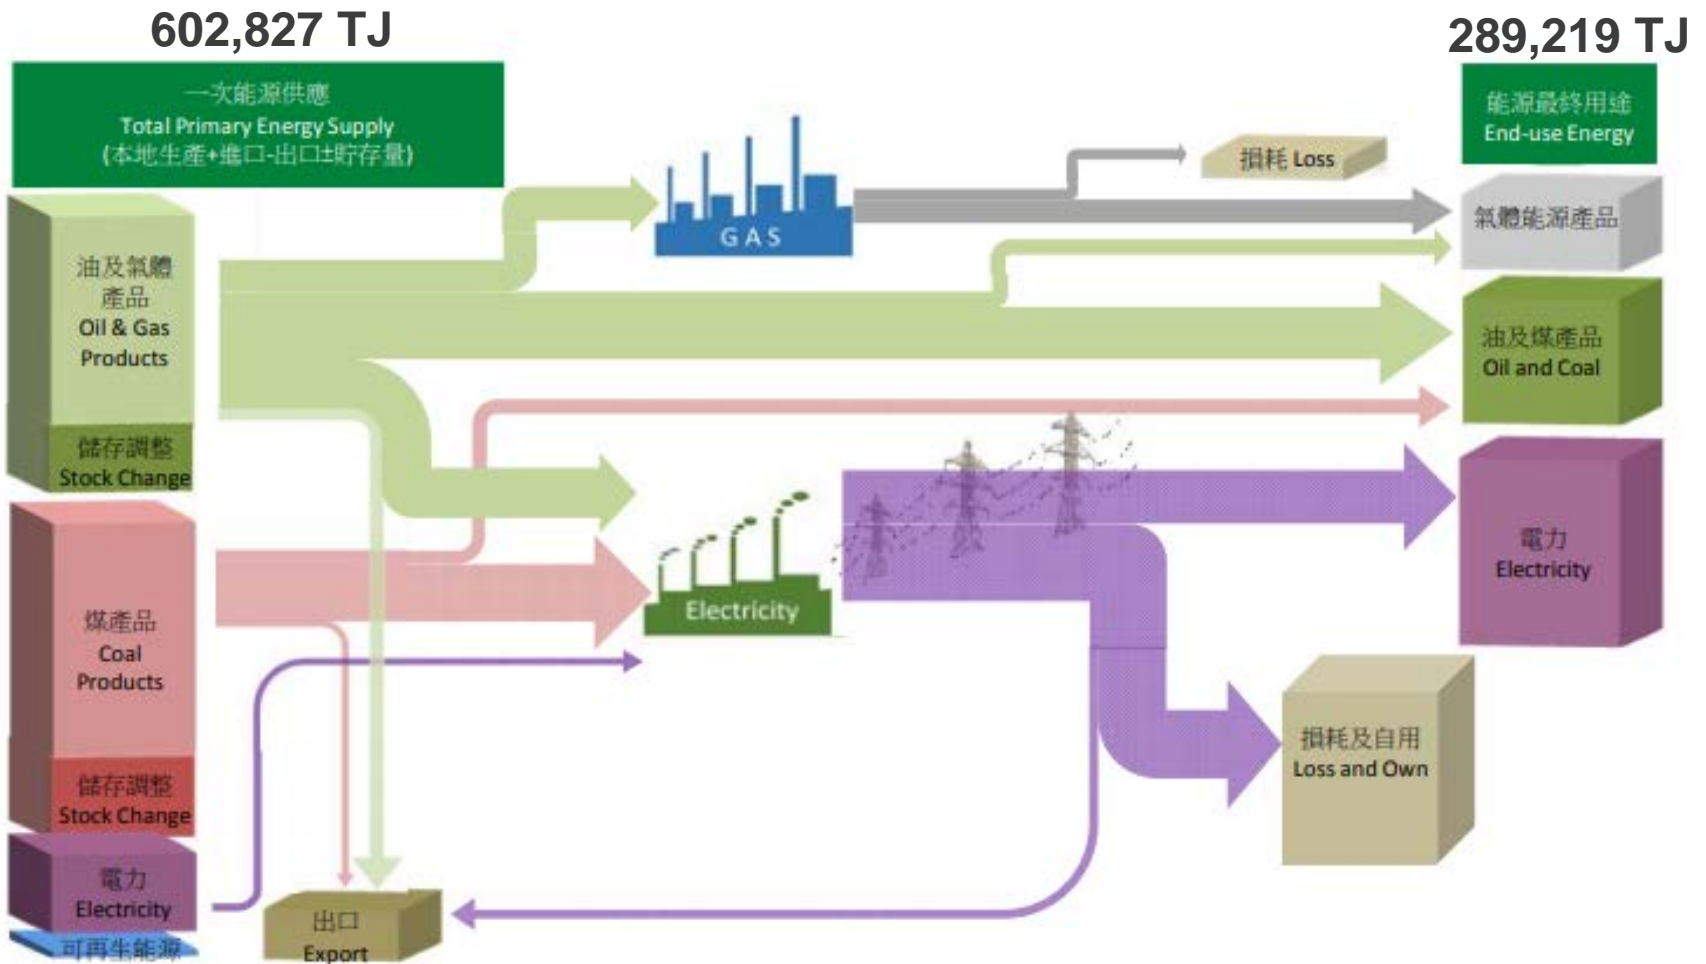 602,827 TJ
289,219 TJ
一次能源供應
Total Primary Energy Supply
(本地生產+進口-出口±貯存量)
能源最終用途
End-use Energy
損耗 Loss
GAS
氣體能源產品
油及氣體
產品
Oil & Gas
Products
油及煤產品
Oil and Coal
儲存調整
Stock Change
電力
Electricity
煤產品
Coal
Products
Electricity
損耗及自用
Loss and Own
儲存調整
Stock Change
電力
Electricity
出口
Export
可再生能源